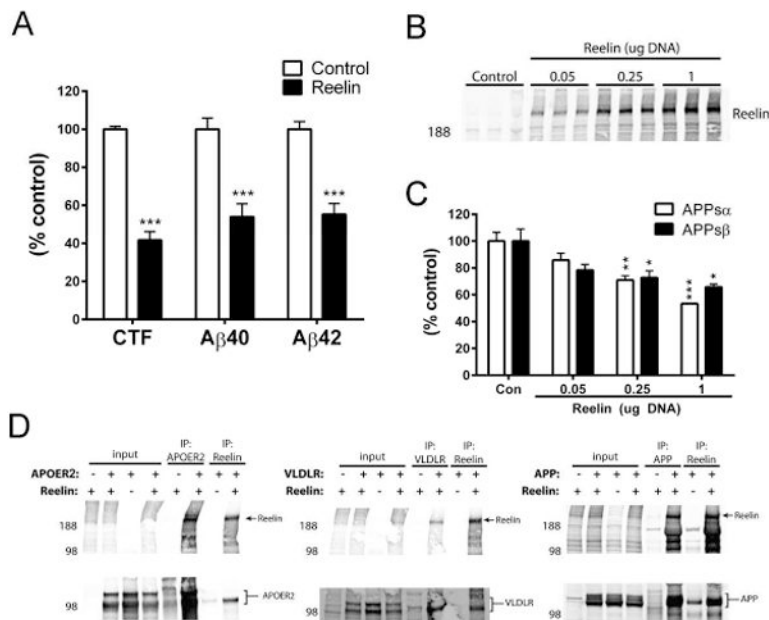 A
Control
Reelin
(% control)
120
100
80
60
40
20
0
***
***
***
CTF
Aβ40
Aβ42
B
Reelin (ug DNA)
Control
0.05
0.25
1
188
Reelin
C
APPsα
APPsβ
(% control)
120
100
80
60
40
20
0
**
*
***
*
Con
0.05
0.25
1
Reelin (ug DNA)
D
input
IP: APOER2
IP: Reelin
APOER2: - + + + - + + +
Reelin: + + - + + + - +
188
98
Reelin
98
APOER2
input
IP: VLDLR
IP: Reelin
VLDLR: - + + + - + + +
Reelin: + + - + + + - +
188
98
Reelin
98
VLDLR
input
IP: APP
IP: Reelin
APP: - + + + - + + +
Reelin: + + - + + + - +
188
98
Reelin
98
APP